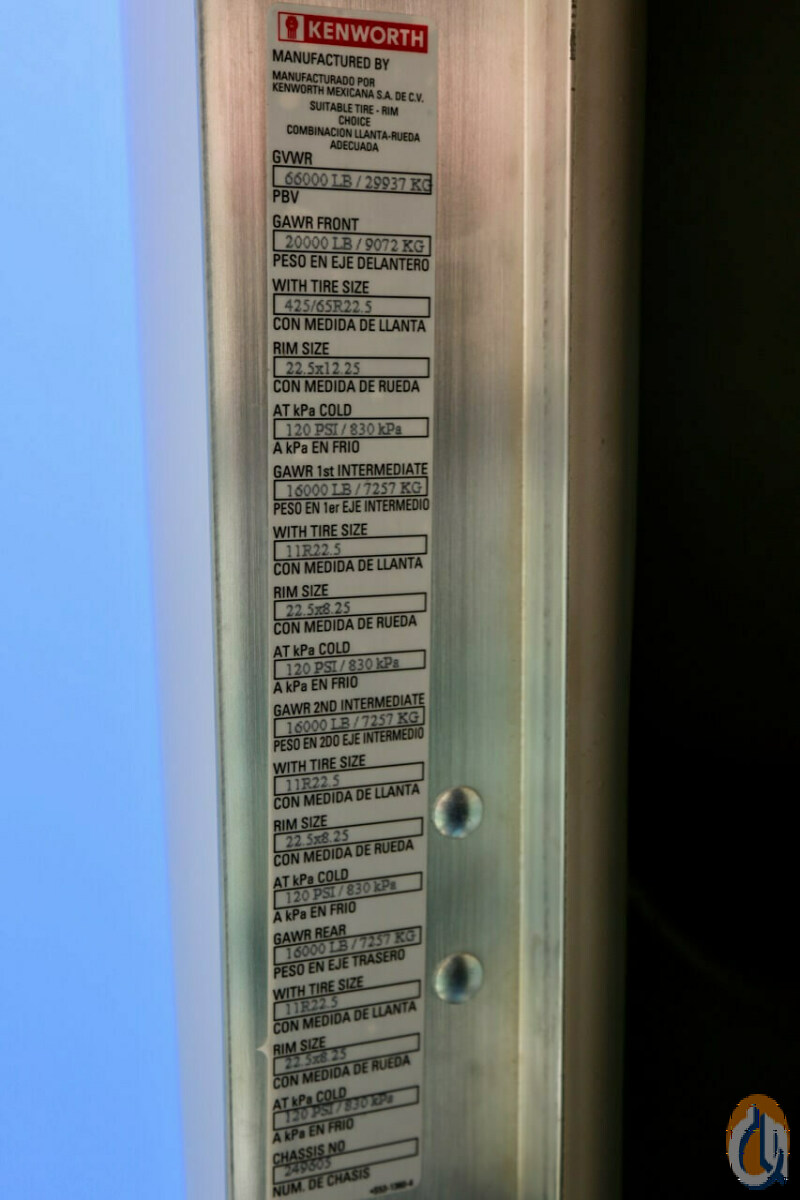 KENWORTH
MANUFACTURED BY
MANUFACTURADO POR
KENWORTH MEXICANA S.A. DE C.V.
SUITABLE TIRE - RIM
CHOICE
COMBINACION LLANTA-RUEDA
ADECUADA
GVWR
66000 LB / 29937 KG
PBV
GAWR FRONT
20000 LB / 9072 KG
PESO EN EJE DELANTERO
WITH TIRE SIZE
425/65R22.5
CON MEDIDA DE LLANTA
RIM SIZE
22.5x12.25
CON MEDIDA DE RUEDA
AT kPa COLD
120 PSI / 830 kPa
A kPa EN FRIO
GAWR 1st INTERMEDIATE
16000 LB / 7257 KG
PESO EN 1er EJE INTERMEDIO
WITH TIRE SIZE
11R22.5
CON MEDIDA DE LLANTA
RIM SIZE
22.5x8.25
CON MEDIDA DE RUEDA
AT kPa COLD
120 PSI / 830 kPa
A kPa EN FRIO
GAWR 2ND INTERMEDIATE
16000 LB / 7257 KG
PESO EN 2DO EJE INTERMEDIO
WITH TIRE SIZE
11R22.5
CON MEDIDA DE LLANTA
RIM SIZE
22.5x8.25
CON MEDIDA DE RUEDA
AT kPa COLD
120 PSI / 830 kPa
A kPa EN FRIO
GAWR REAR
16000 LB / 7257 KG
PESO EN EJE TRASERO
WITH TIRE SIZE
11R22.5
CON MEDIDA DE LLANTA
RIM SIZE
22.5x8.25
CON MEDIDA DE RUEDA
AT kPa COLD
120 PSI / 830 kPa
A kPa EN FRIO
CHASSIS NO
NUM. DE CHASIS